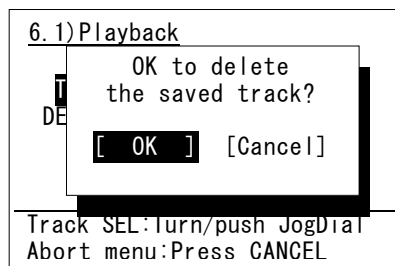 6.1)Playback
OK to delete
the saved track?
T
DE
[ OK ] [Cancel]
Track SEL:Turn/push JogDial
Abort menu:Press CANCEL